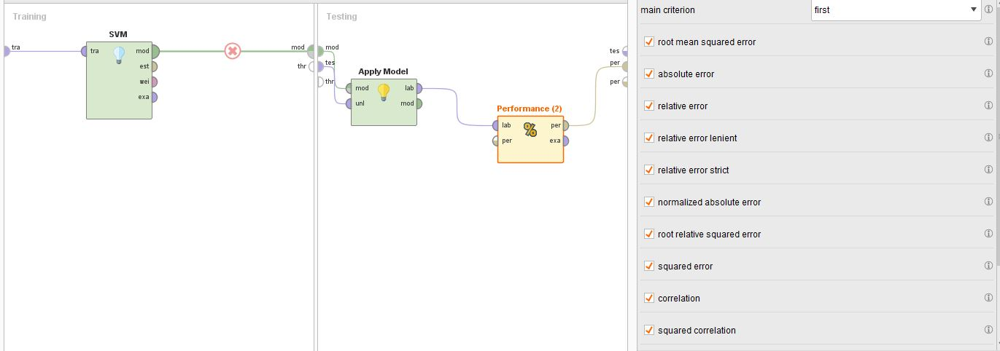 Training
SVM
tra
tra
mod
est
wei
exa
mod
thr
Testing
mod
tes
thr
Apply Model
mod
unl
lab
mod
Performance (2)
%
lab
per
per
exa
tes
per
per
main criterion
first
root mean squared error
absolute error
relative error
relative error lenient
relative error strict
normalized absolute error
root relative squared error
squared error
correlation
squared correlation